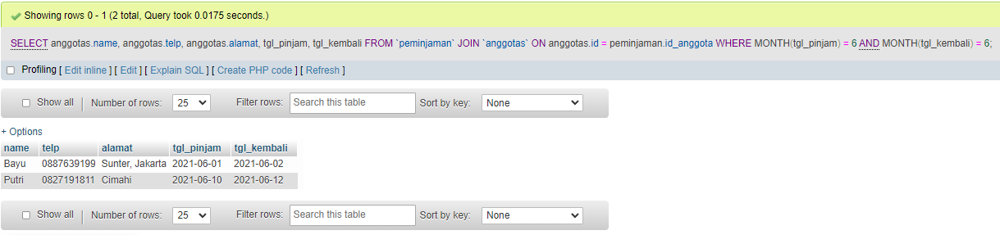 Showing rows 0 - 1 (2 total, Query took 0.0175 seconds.)
SELECT anggotas.name, anggotas.telp, anggotas.alamat, tgl_pinjam, tgl_kembali FROM `peminjaman` JOIN `anggotas` ON anggotas.id = peminjaman.id_anggota WHERE MONTH(tgl_pinjam) = 6 AND MONTH(tgl_kembali) = 6;
Profiling [ Edit inline ] [ Edit ] [ Explain SQL ] [ Create PHP code ] [ Refresh ]
Show all | Number of rows: 25 Filter rows: Search this table Sort by key: None
+ Options
name telp alamat tgl_pinjam tgl_kembali
Bayu 0887639199 Sunter, Jakarta 2021-06-01 2021-06-02
Putri 0827191811 Cimahi 2021-06-10 2021-06-12
Show all | Number of rows: 25 Filter rows: Search this table Sort by key: None